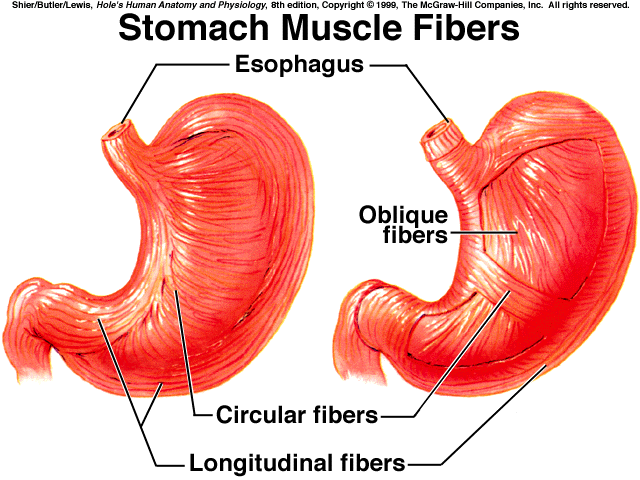 Shier/Butler/Lewis, Hole's Human Anatomy and Physiology, 8th edition, Copyright © 1999, The McGraw-Hill Companies, Inc. All rights reserved.
Stomach Muscle Fibers
Esophagus
Oblique
fibers
Circular fibers
Longitudinal fibers